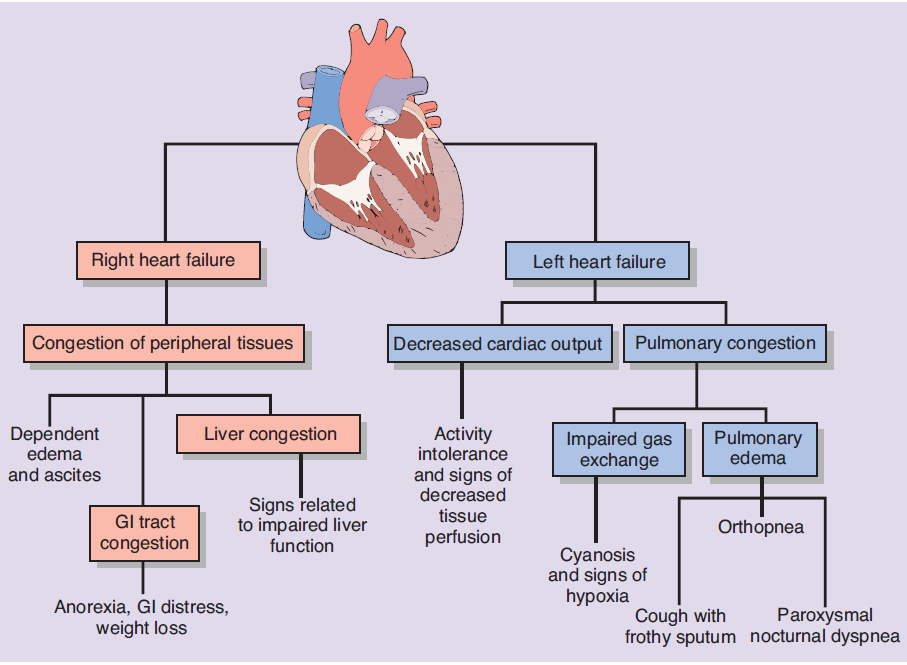 Right heart failure
Left heart failure
Congestion of peripheral tissues
Decreased cardiac output
Pulmonary congestion
Dependent
edema
and ascites
Liver congestion
Activity
intolerance
and signs of
decreased
tissue
perfusion
Impaired gas
exchange
Pulmonary
edema
GI tract
congestion
Signs related
to impaired liver
function
Orthopnea
Cyanosis
and signs of
hypoxia
Anorexia, GI distress,
weight loss
Cough with
frothy sputum
Paroxysmal
nocturnal dyspnea